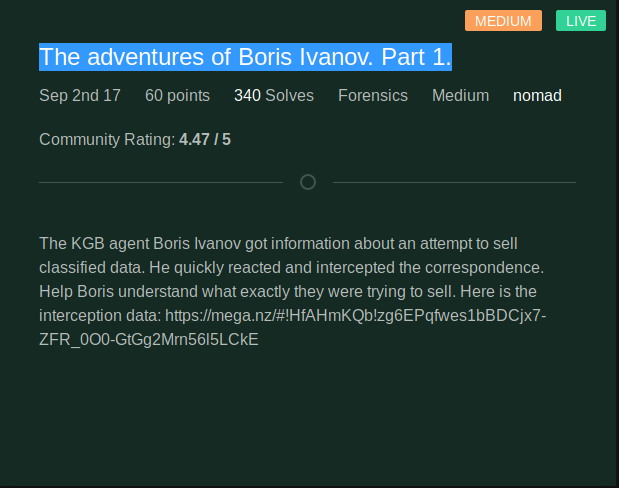 MEDIUM LIVE
The adventures of Boris Ivanov. Part 1.
Sep 2nd 17 60 points 340 Solves Forensics Medium nomad
Community Rating: 4.47 / 5
The KGB agent Boris Ivanov got information about an attempt to sell
classified data. He quickly reacted and intercepted the correspondence.
Help Boris understand what exactly they were trying to sell. Here is the
interception data: https://mega.nz/#!HfAHmKQb!zg6EPqfwes1bBDCjx7-
ZFR_0O0-GtGg2Mrn56I5LCkE